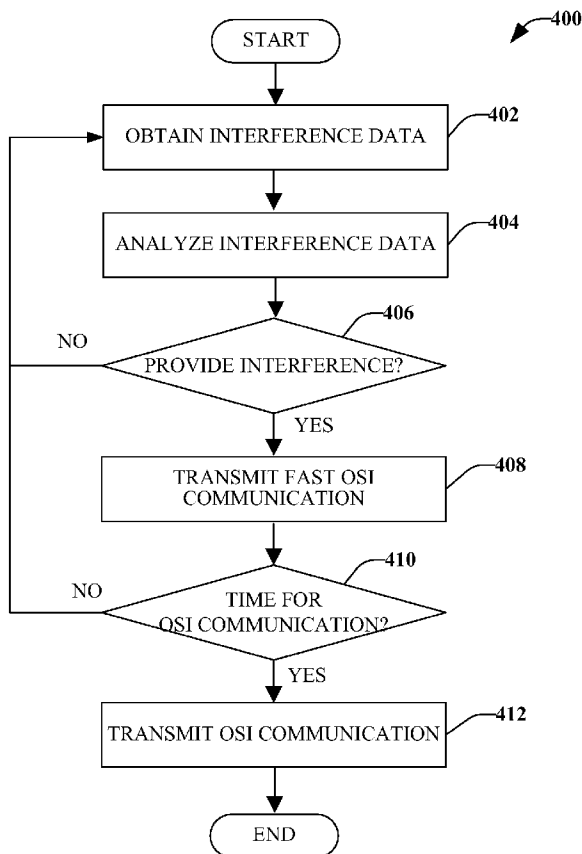 START
400
OBTAIN INTERFERENCE DATA
402
ANALYZE INTERFERENCE DATA
404
406
NO
PROVIDE INTERFERENCE?
YES
TRANSMIT FAST OSI
COMMUNICATION
408
410
NO
TIME FOR
OSI COMMUNICATION?
YES
TRANSMIT OSI COMMUNICATION
412
END